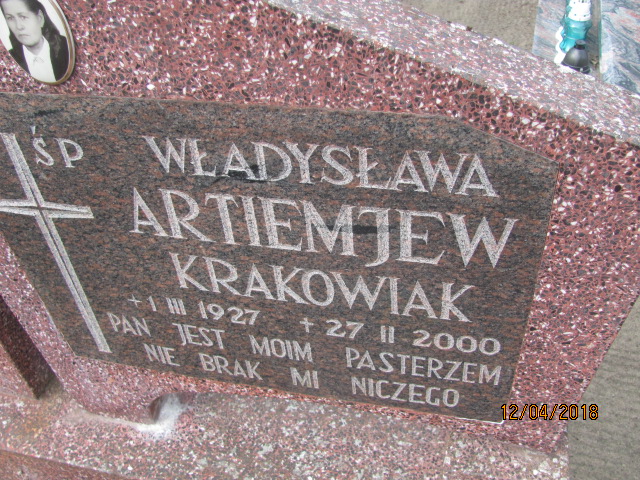 ŚP
WŁADYSŁAWA
ARTIEMJEW
KRAKOWIAK
+1 III 1927 + 27 II 2000
PAN JEST MOIM PASTERZEM
NIE BRAK MI NICZEGO
12/04/2018